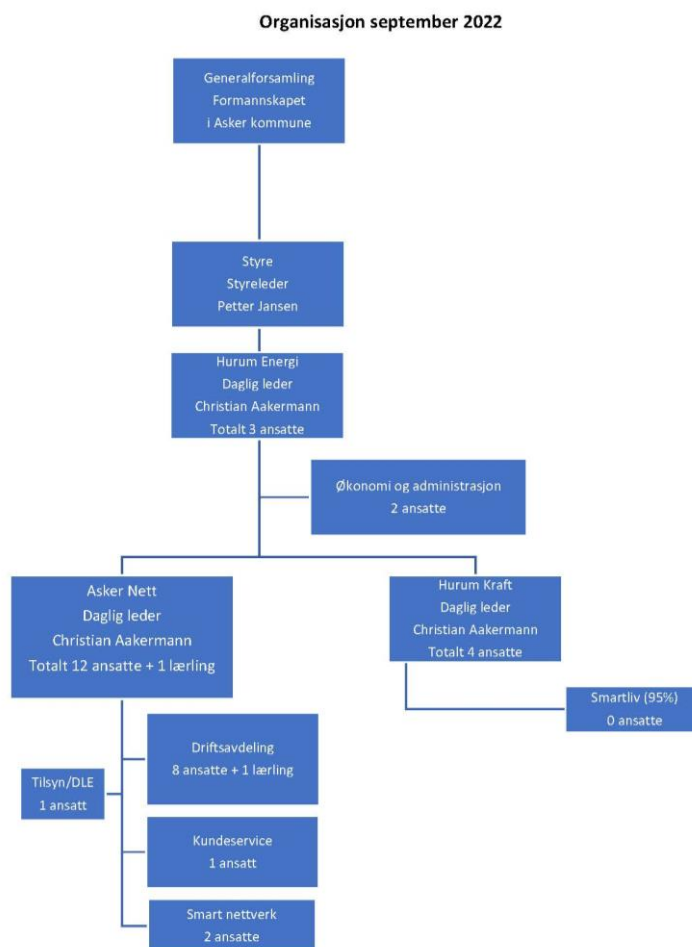 Organisasjon september 2022
Generalforsamling
Formannskapet
i Asker kommune
Styre
Styreleder
Petter Jansen
Hurum Energi
Daglig leder
Christian Aakermann
Totalt 3 ansatte
Økonomi og administrasjon
2 ansatte
Asker Nett
Daglig leder
Christian Aakermann
Totalt 12 ansatte + 1 lærling
Hurum Kraft
Daglig leder
Christian Aakermann
Totalt 4 ansatte
Smartliv (95%)
0 ansatte
Driftsavdeling
8 ansatte + 1 lærling
Tilsyn/DLE
1 ansatt
Kundeservice
1 ansatt
Smart nettverk
2 ansatte